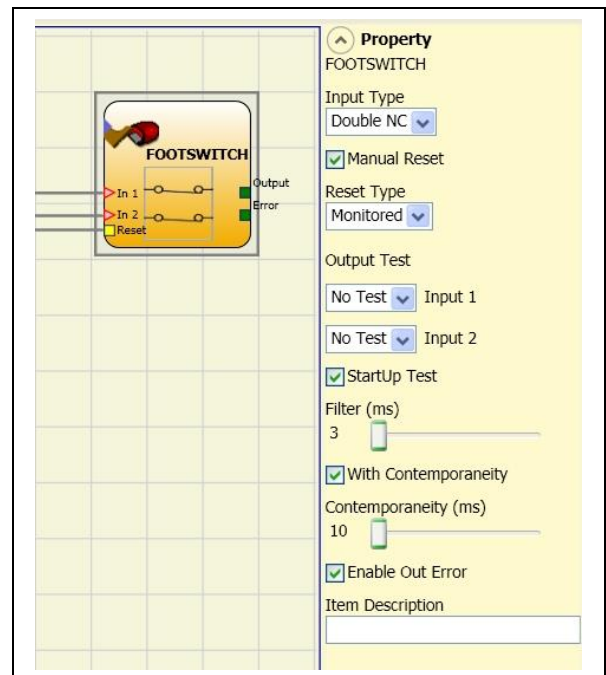 FOOTSWITCH
In 1
In 2
Reset
Output
Error
Property
FOOTSWITCH
Input Type
Double NC
Manual Reset
Reset Type
Monitored
Output Test
No Test Input 1
No Test Input 2
StartUp Test
Filter (ms)
3
With Contemporaneity
Contemporaneity (ms)
10
Enable Out Error
Item Description